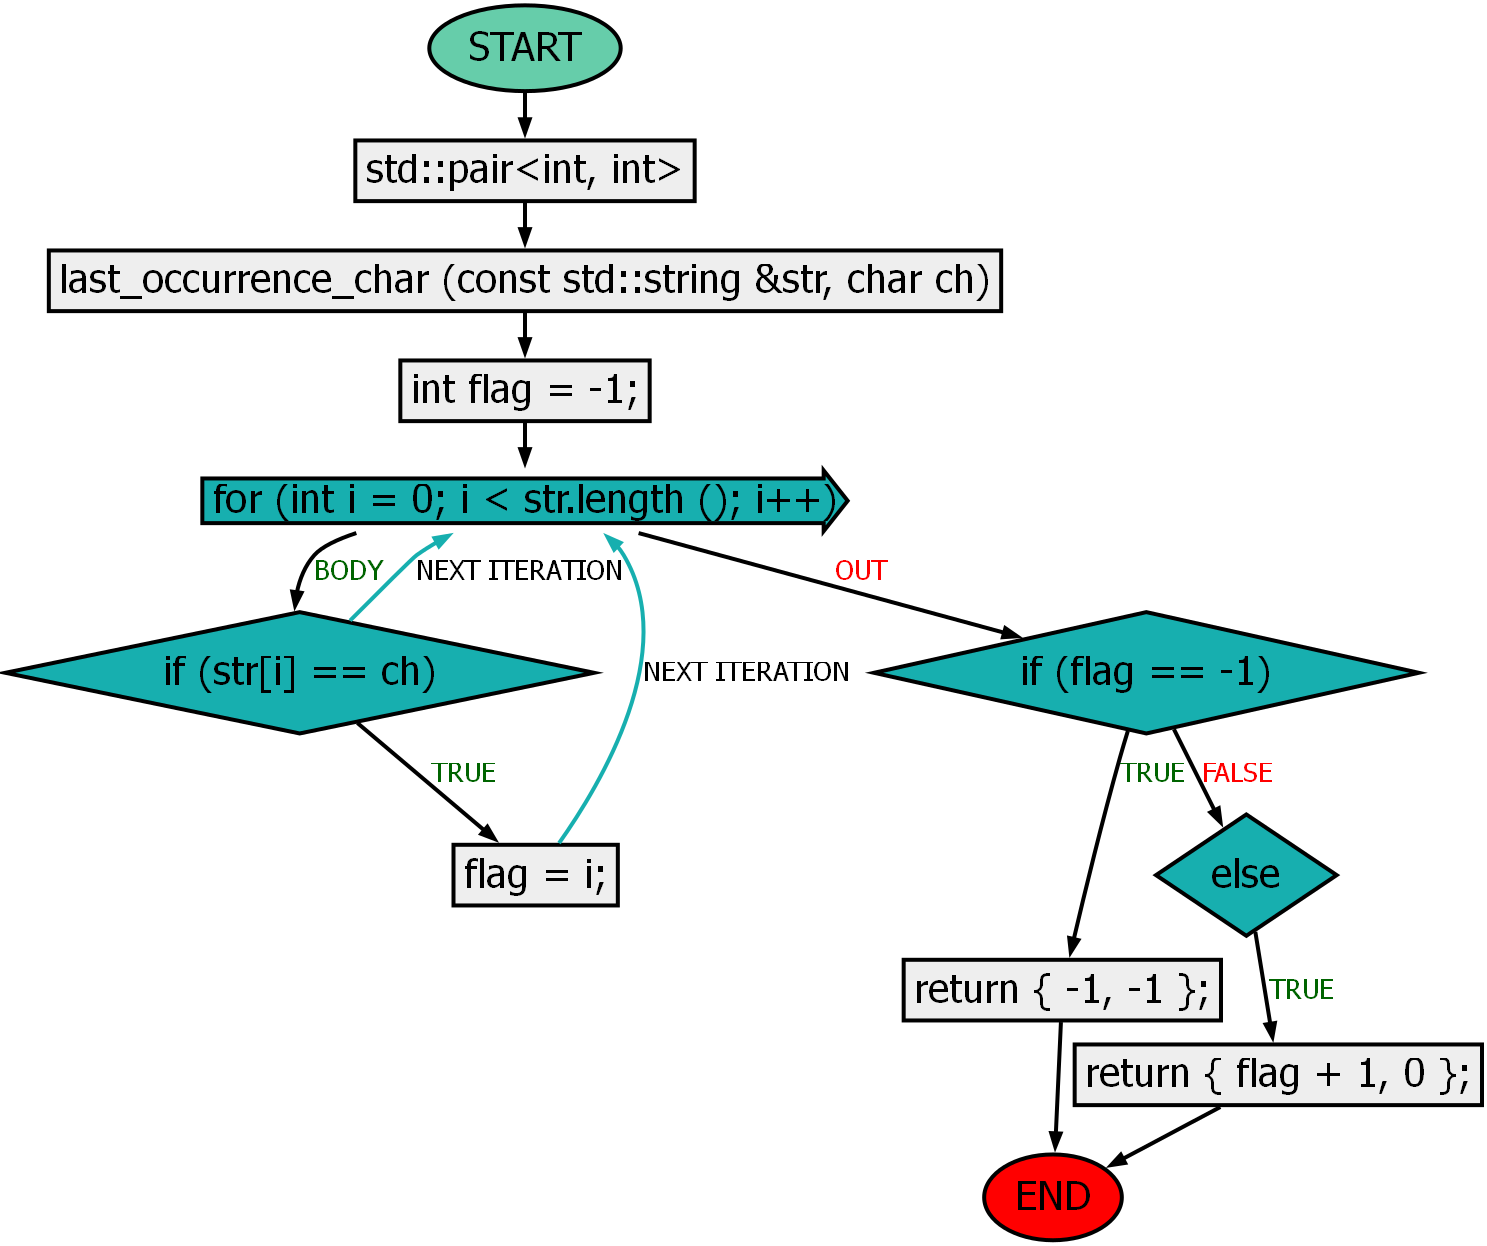 START
std::pair<int, int>
last_occurrence_char (const std::string &str, char ch)
int flag = -1;
for (int i = 0; i < str.length (); i++)
BODY
NEXT ITERATION
OUT
if (str[i] == ch)
NEXT ITERATION
if (flag == -1)
TRUE
TRUE
FALSE
flag = i;
else
return { -1, -1 };
TRUE
return { flag + 1, 0 };
END